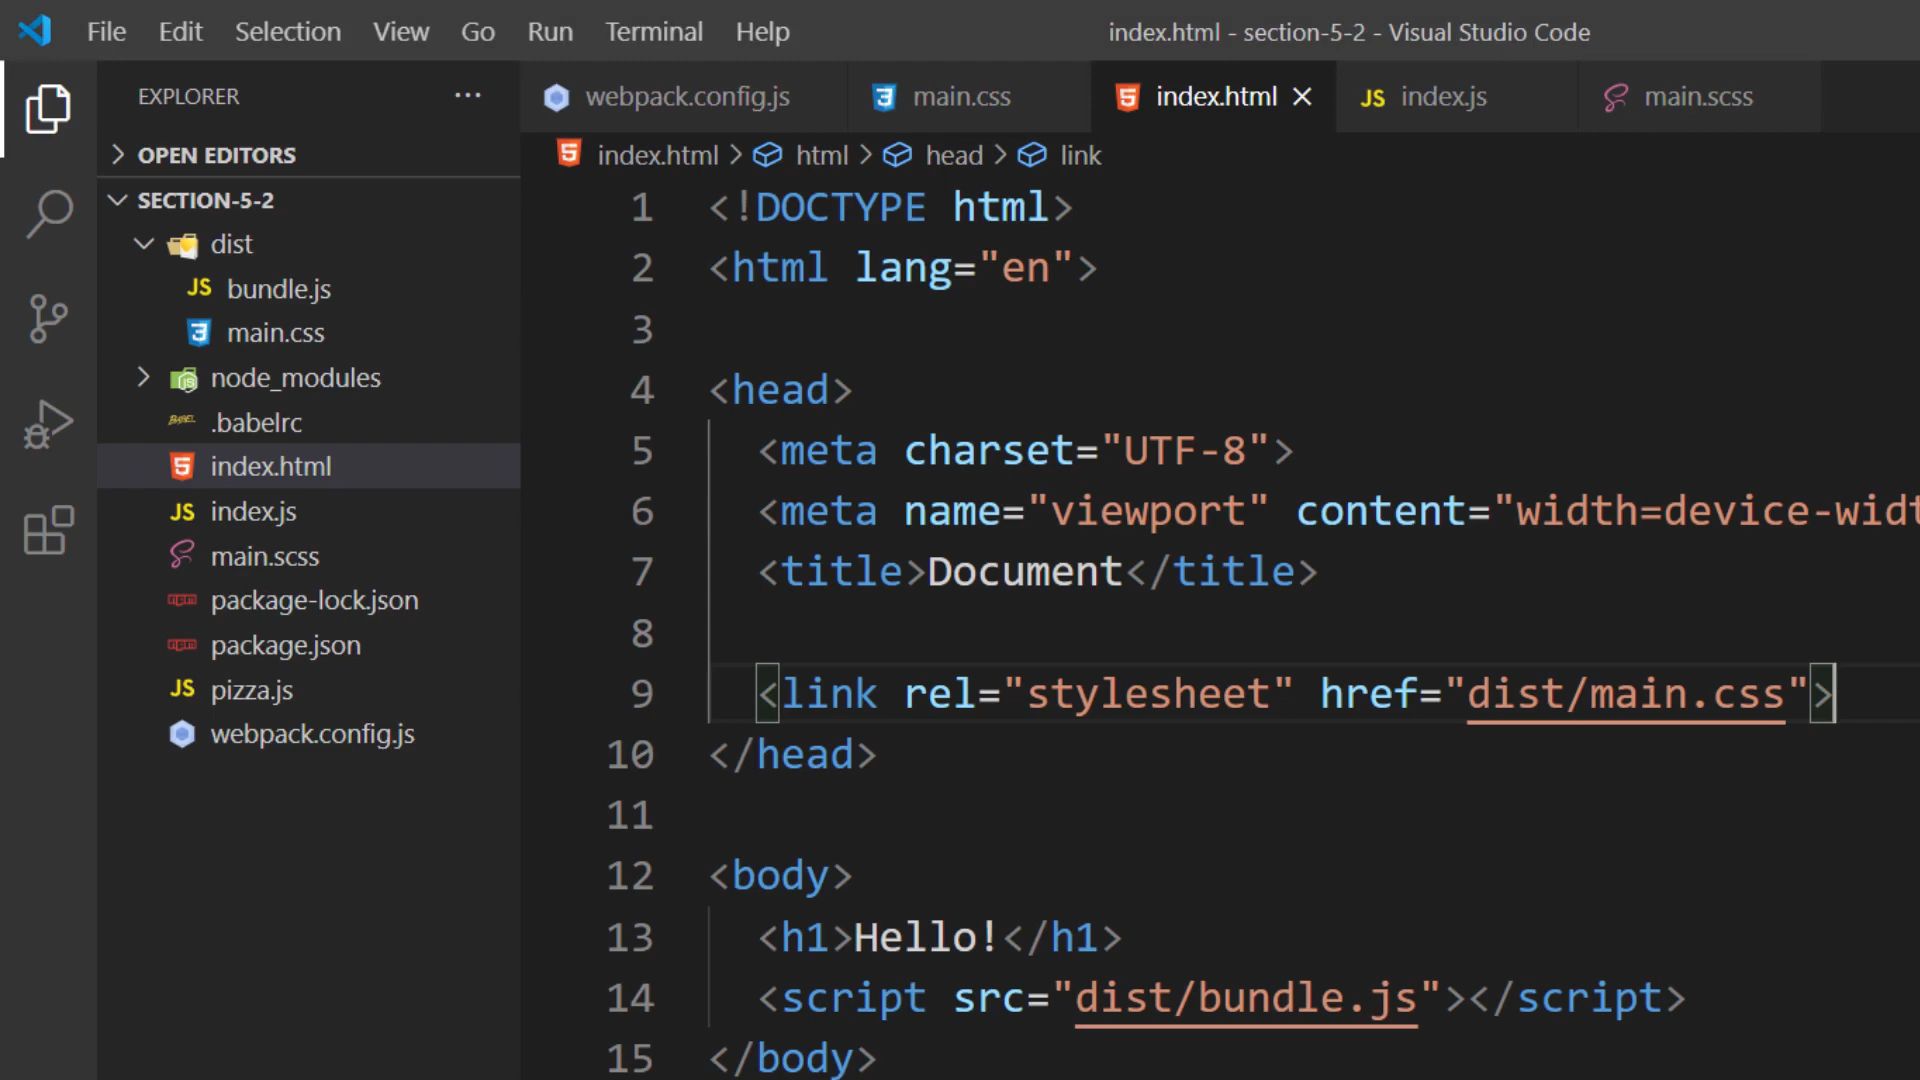 File Edit Selection View Go Run Terminal Help index.html - section-5-2 - Visual Studio Code
EXPLORER ···
OPEN EDITORS
SECTION-5-2
dist
JS bundle.js
main.css
node_modules
BABEL .babelrc
index.html
JS index.js
main.scss
package-lock.json
package.json
JS pizza.js
webpack.config.js
webpack.config.js main.css index.html JS index.js main.scss
index.html > html > head > link
1 <!DOCTYPE html>
2 <html lang="en">
3
4 <head>
5 <meta charset="UTF-8">
6 <meta name="viewport" content="width=device-widt
7 <title>Document</title>
8
9 <link rel="stylesheet" href="dist/main.css">
10 </head>
11
12 <body>
13 <h1>Hello!</h1>
14 <script src="dist/bundle.js"></script>
15 </body>